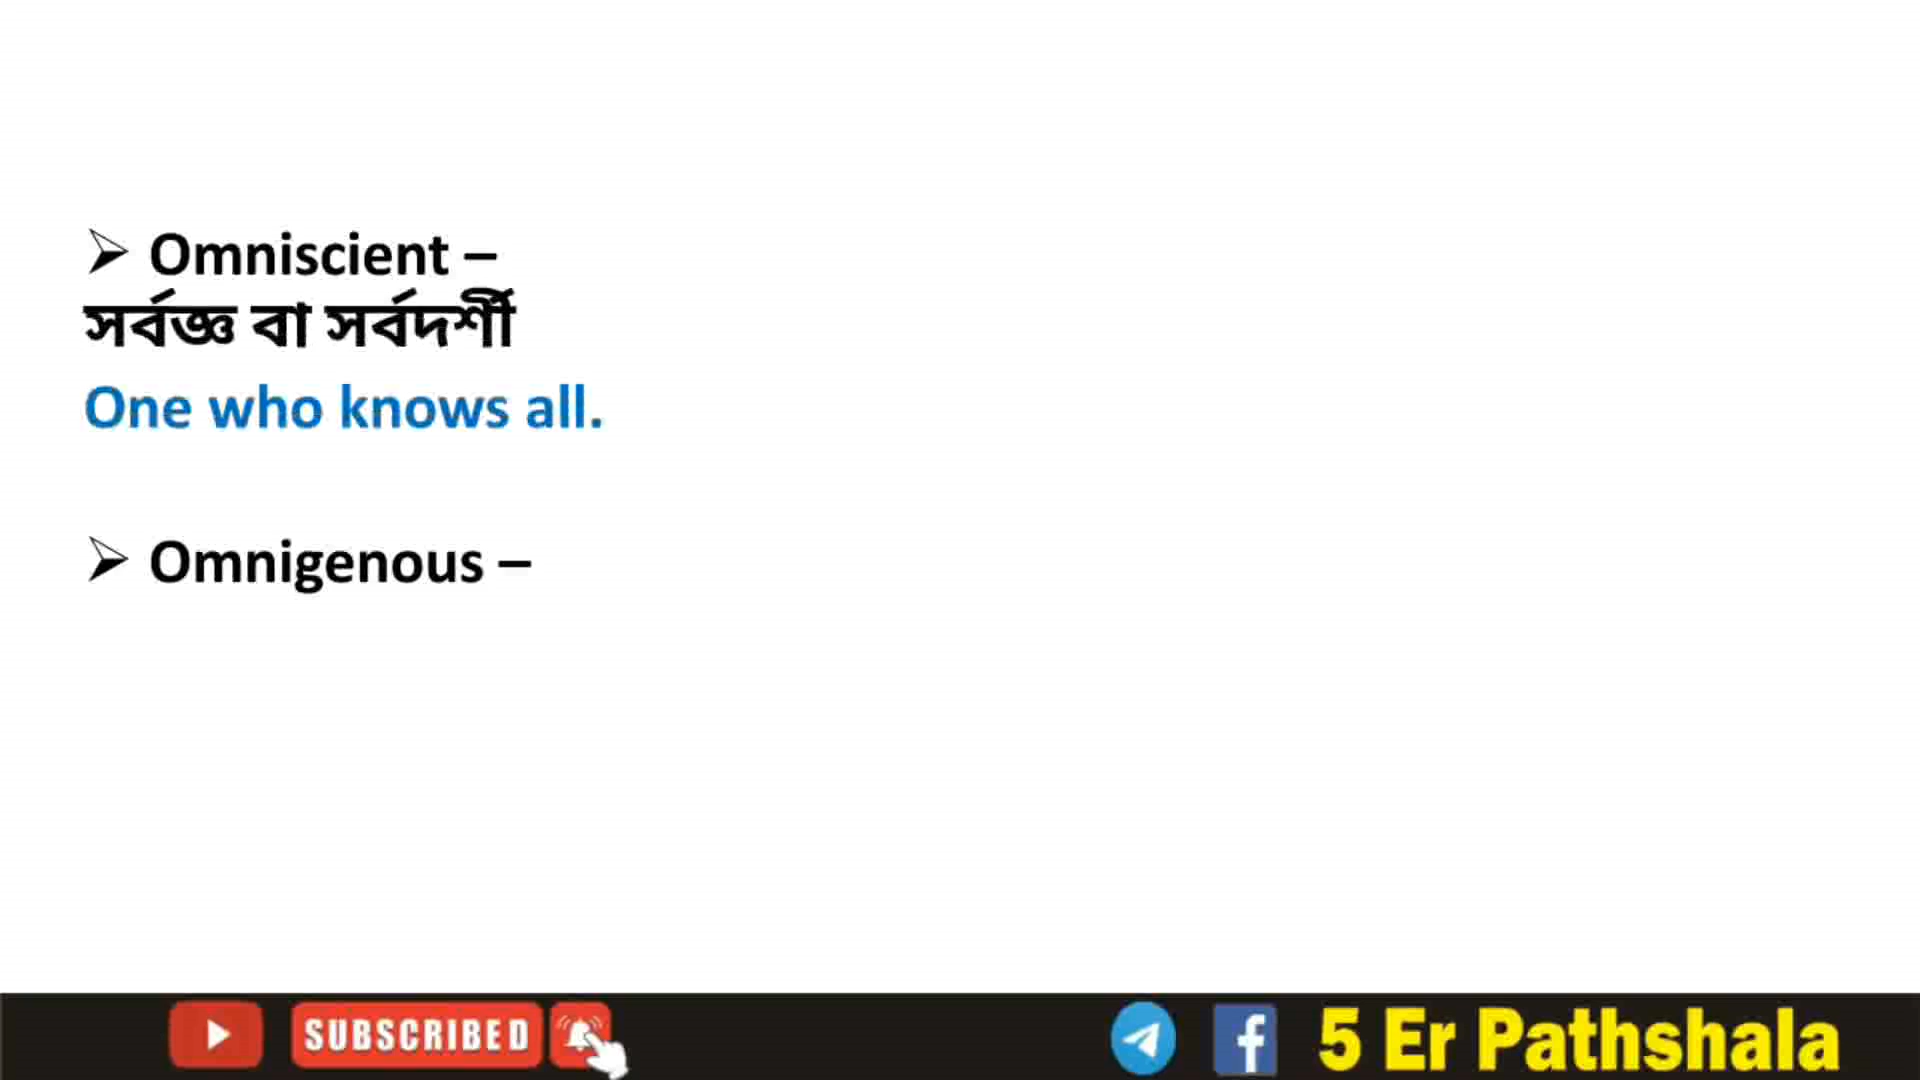 ➢ Omniscient –
সর্বজ্ঞ বা সর্বদর্শী
One who knows all.
➢ Omnigenous –
SUBSCRIBED
5 Er Pathshala